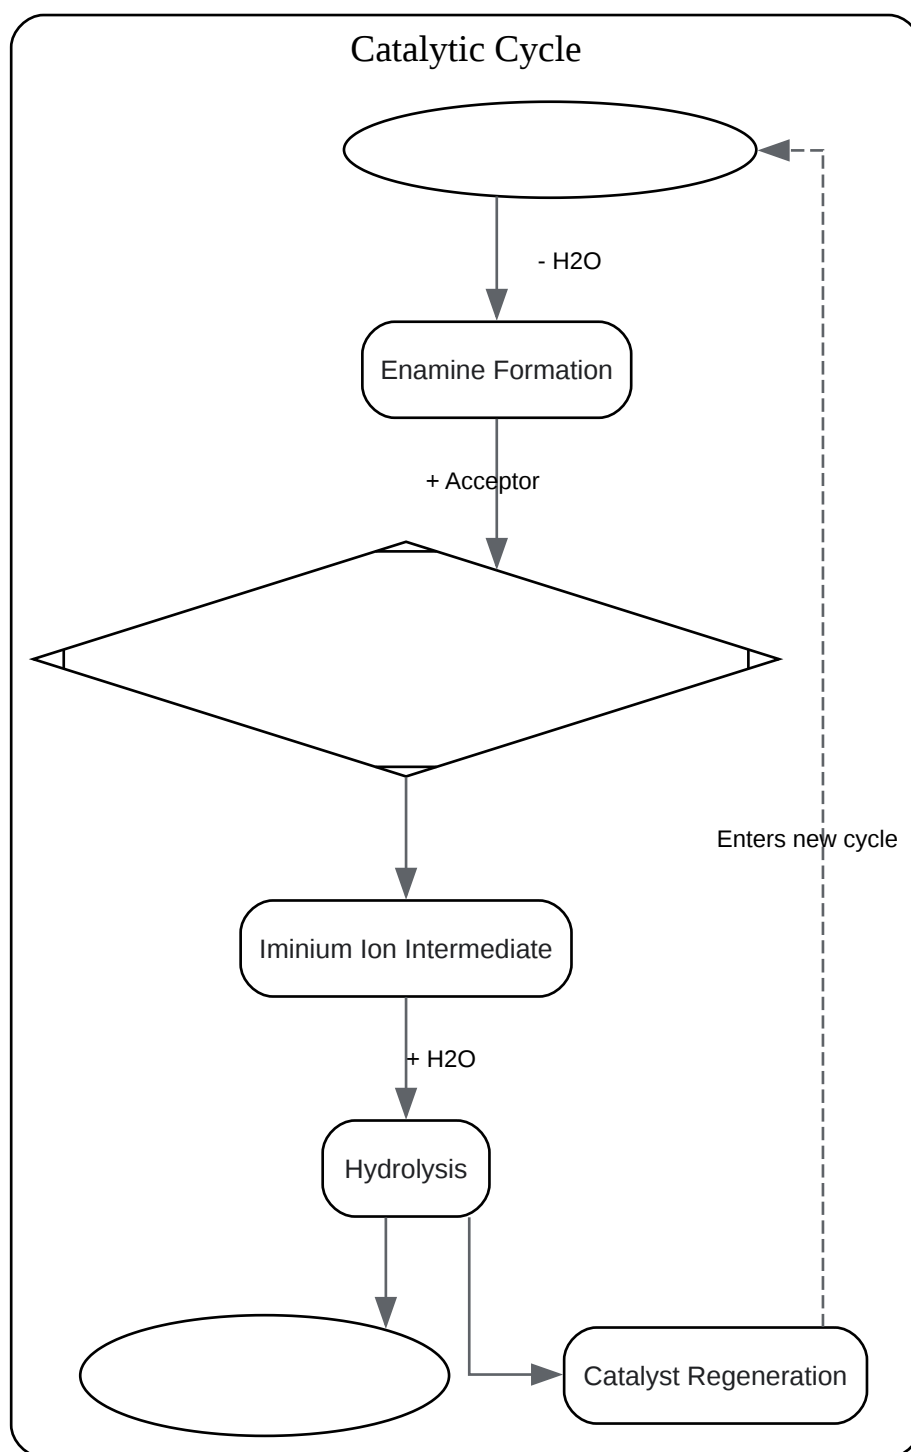 Catalytic Cycle
- H2O
Enamine Formation
+ Acceptor
Enters new cycle
Iminium Ion Intermediate
+ H2O
Hydrolysis
Catalyst Regeneration